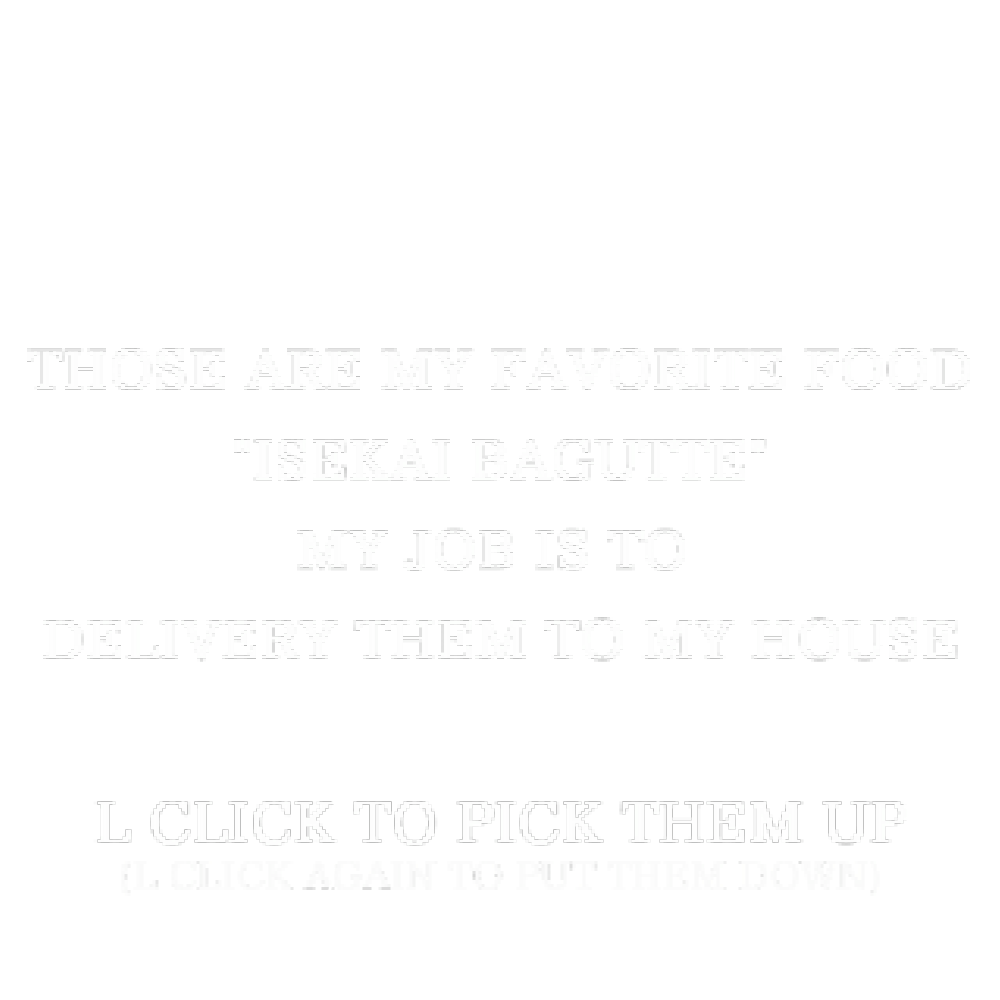 THOSE ARE MY FAVORITE FOOD
"ISEKAI BAGUTTE"
MY JOB IS TO
DELIVERY THEM TO MY HOUSE
L CLICK TO PICK THEM UP
(L CLICK AGAIN TO PUT THEM DOWN)